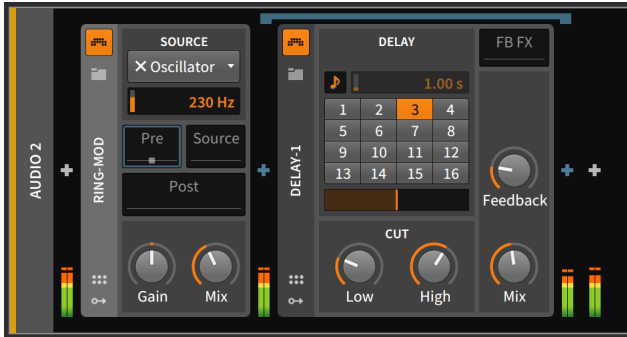 AUDIO 2
RING-MOD
SOURCE
Oscillator
230 Hz
Pre
Source
Post
Gain
Mix
DELAY-1
DELAY
1.00 s
1 2 3 4
5 6 7 8
9 10 11 12
13 14 15 16
CUT
Low
High
FB FX
Feedback
Mix